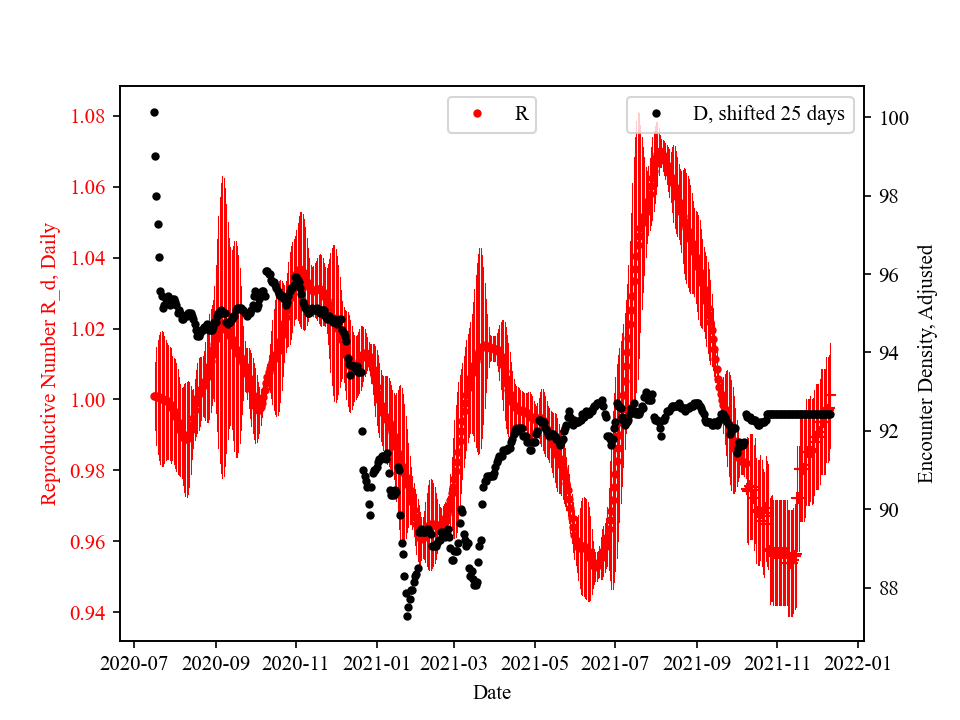 R
D, shifted 25 days
Reproductive Number R_d, Daily
1.08
1.06
1.04
1.02
1.00
0.98
0.96
0.94
100
98
96
94
92
90
88
Encounter Density, Adjusted
2020-07 2020-09 2020-11 2021-01 2021-03 2021-05 2021-07 2021-09 2021-11 2022-01
Date